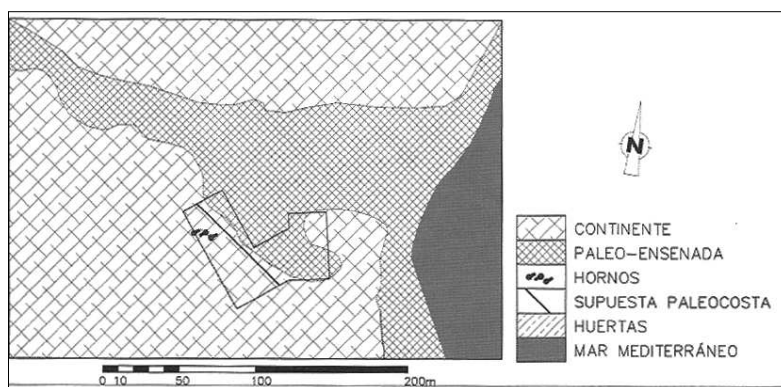 N
CONTINENTE
PALEO-ENSENADA
HORNOS
SUPUESTA PALEOCOSTA
HUERTAS
MAR MEDITERRÁNEO
0 10 50 100 200m